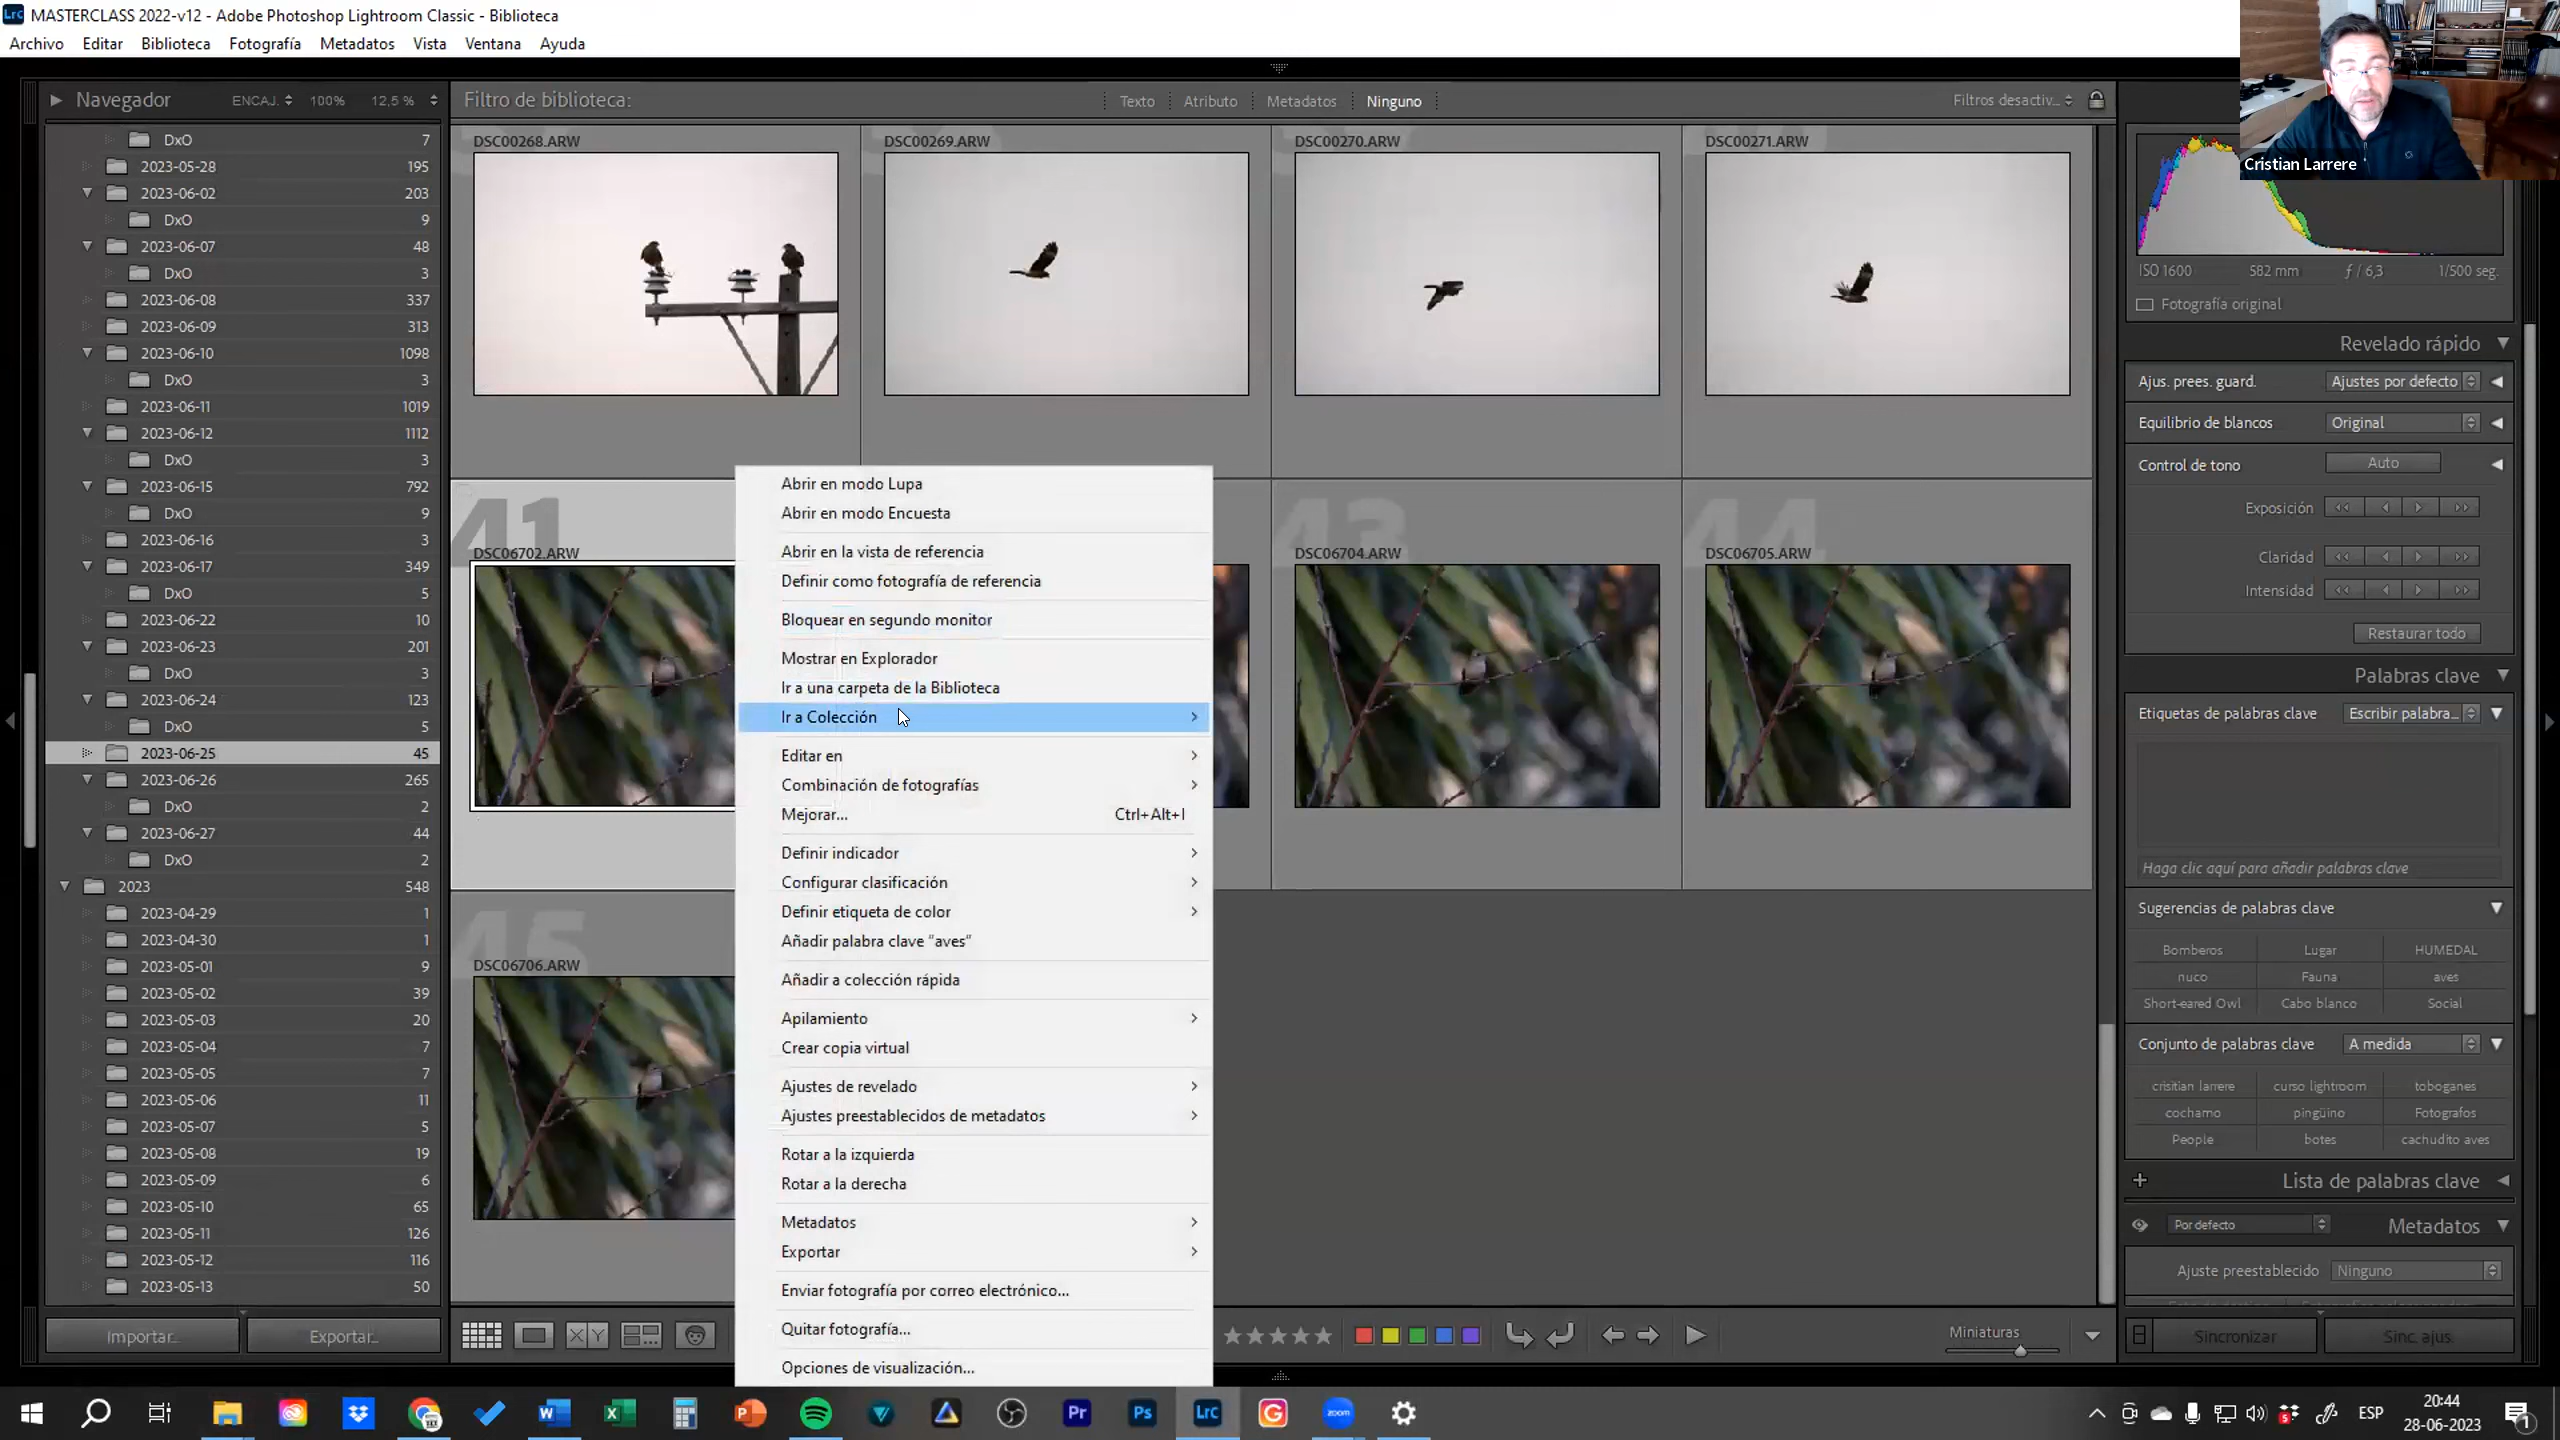 MASTERCLASS 2022-v12 - Adobe Photoshop Lightroom Classic - Biblioteca
Archivo Editar Biblioteca Fotografía Metadatos Vista Ventana Ayuda
Cristian Larrere
Navegador ENCAJ. 100% 12,5 %
DxO 7
2023-05-28 195
2023-06-02 203
DxO 9
2023-06-07 48
DxO 3
2023-06-08 337
2023-06-09 313
2023-06-10 1098
DxO 3
2023-06-11 1019
2023-06-12 1112
DxO 3
2023-06-15 792
DxO 9
2023-06-16 3
2023-06-17 349
DxO 5
2023-06-22 10
2023-06-23 201
DxO 3
2023-06-24 123
DxO 5
2023-06-25 45
2023-06-26 265
DxO 2
2023-06-27 44
DxO 2
2023 548
2023-04-29 1
2023-04-30 1
2023-05-01 9
2023-05-02 39
2023-05-03 20
2023-05-04 7
2023-05-05 7
2023-05-06 11
2023-05-07 5
2023-05-08 19
2023-05-09 6
2023-05-10 65
2023-05-11 126
2023-05-12 116
2023-05-13 50
Importar... Exportar...
Filtro de biblioteca: Texto Atributo Metadatos Ninguno Filtros desactiv...
DSC00268.ARW DSC00269.ARW DSC00270.ARW DSC00271.ARW
41 43 44
DSC06702.ARW DSC06704.ARW DSC06705.ARW
45
DSC06706.ARW
Abrir en modo Lupa
Abrir en modo Encuesta
Abrir en la vista de referencia
Definir como fotografía de referencia
Bloquear en segundo monitor
Mostrar en Explorador
Ir a una carpeta de la Biblioteca
Ir a Colección
Editar en
Combinación de fotografías
Mejorar... Ctrl+Alt+I
Definir indicador
Configurar clasificación
Definir etiqueta de color
Añadir palabra clave "aves"
Añadir a colección rápida
Apilamiento
Crear copia virtual
Ajustes de revelado
Ajustes preestablecidos de metadatos
Rotar a la izquierda
Rotar a la derecha
Metadatos
Exportar
Enviar fotografía por correo electrónico...
Quitar fotografía...
Opciones de visualización...
Miniaturas
ISO 1600 582 mm ƒ / 6,3 1/500 seg.
Fotografía original
Revelado rápido
Ajus. prees. guard. Ajustes por defecto
Equilibrio de blancos Original
Control de tono Auto
Exposición
Claridad
Intensidad
Restaurar todo
Palabras clave
Etiquetas de palabras clave Escribir palabra...
Haga clic aquí para añadir palabras clave
Sugerencias de palabras clave
Bomberos Lugar HUMEDAL
nuco Fauna aves
Short-eared Owl Cabo blanco Social
Conjunto de palabras clave A medida
crisitian larrere curso lightroom toboganes
cochamo pingüino Fotografos
People botes cachudito aves
Lista de palabras clave
Por defecto Metadatos
Ajuste preestablecido Ninguno
Sincronizar Sinc. ajus.
Pr Ps Lrc zoom
ESP
20:44
28-06-2023
1